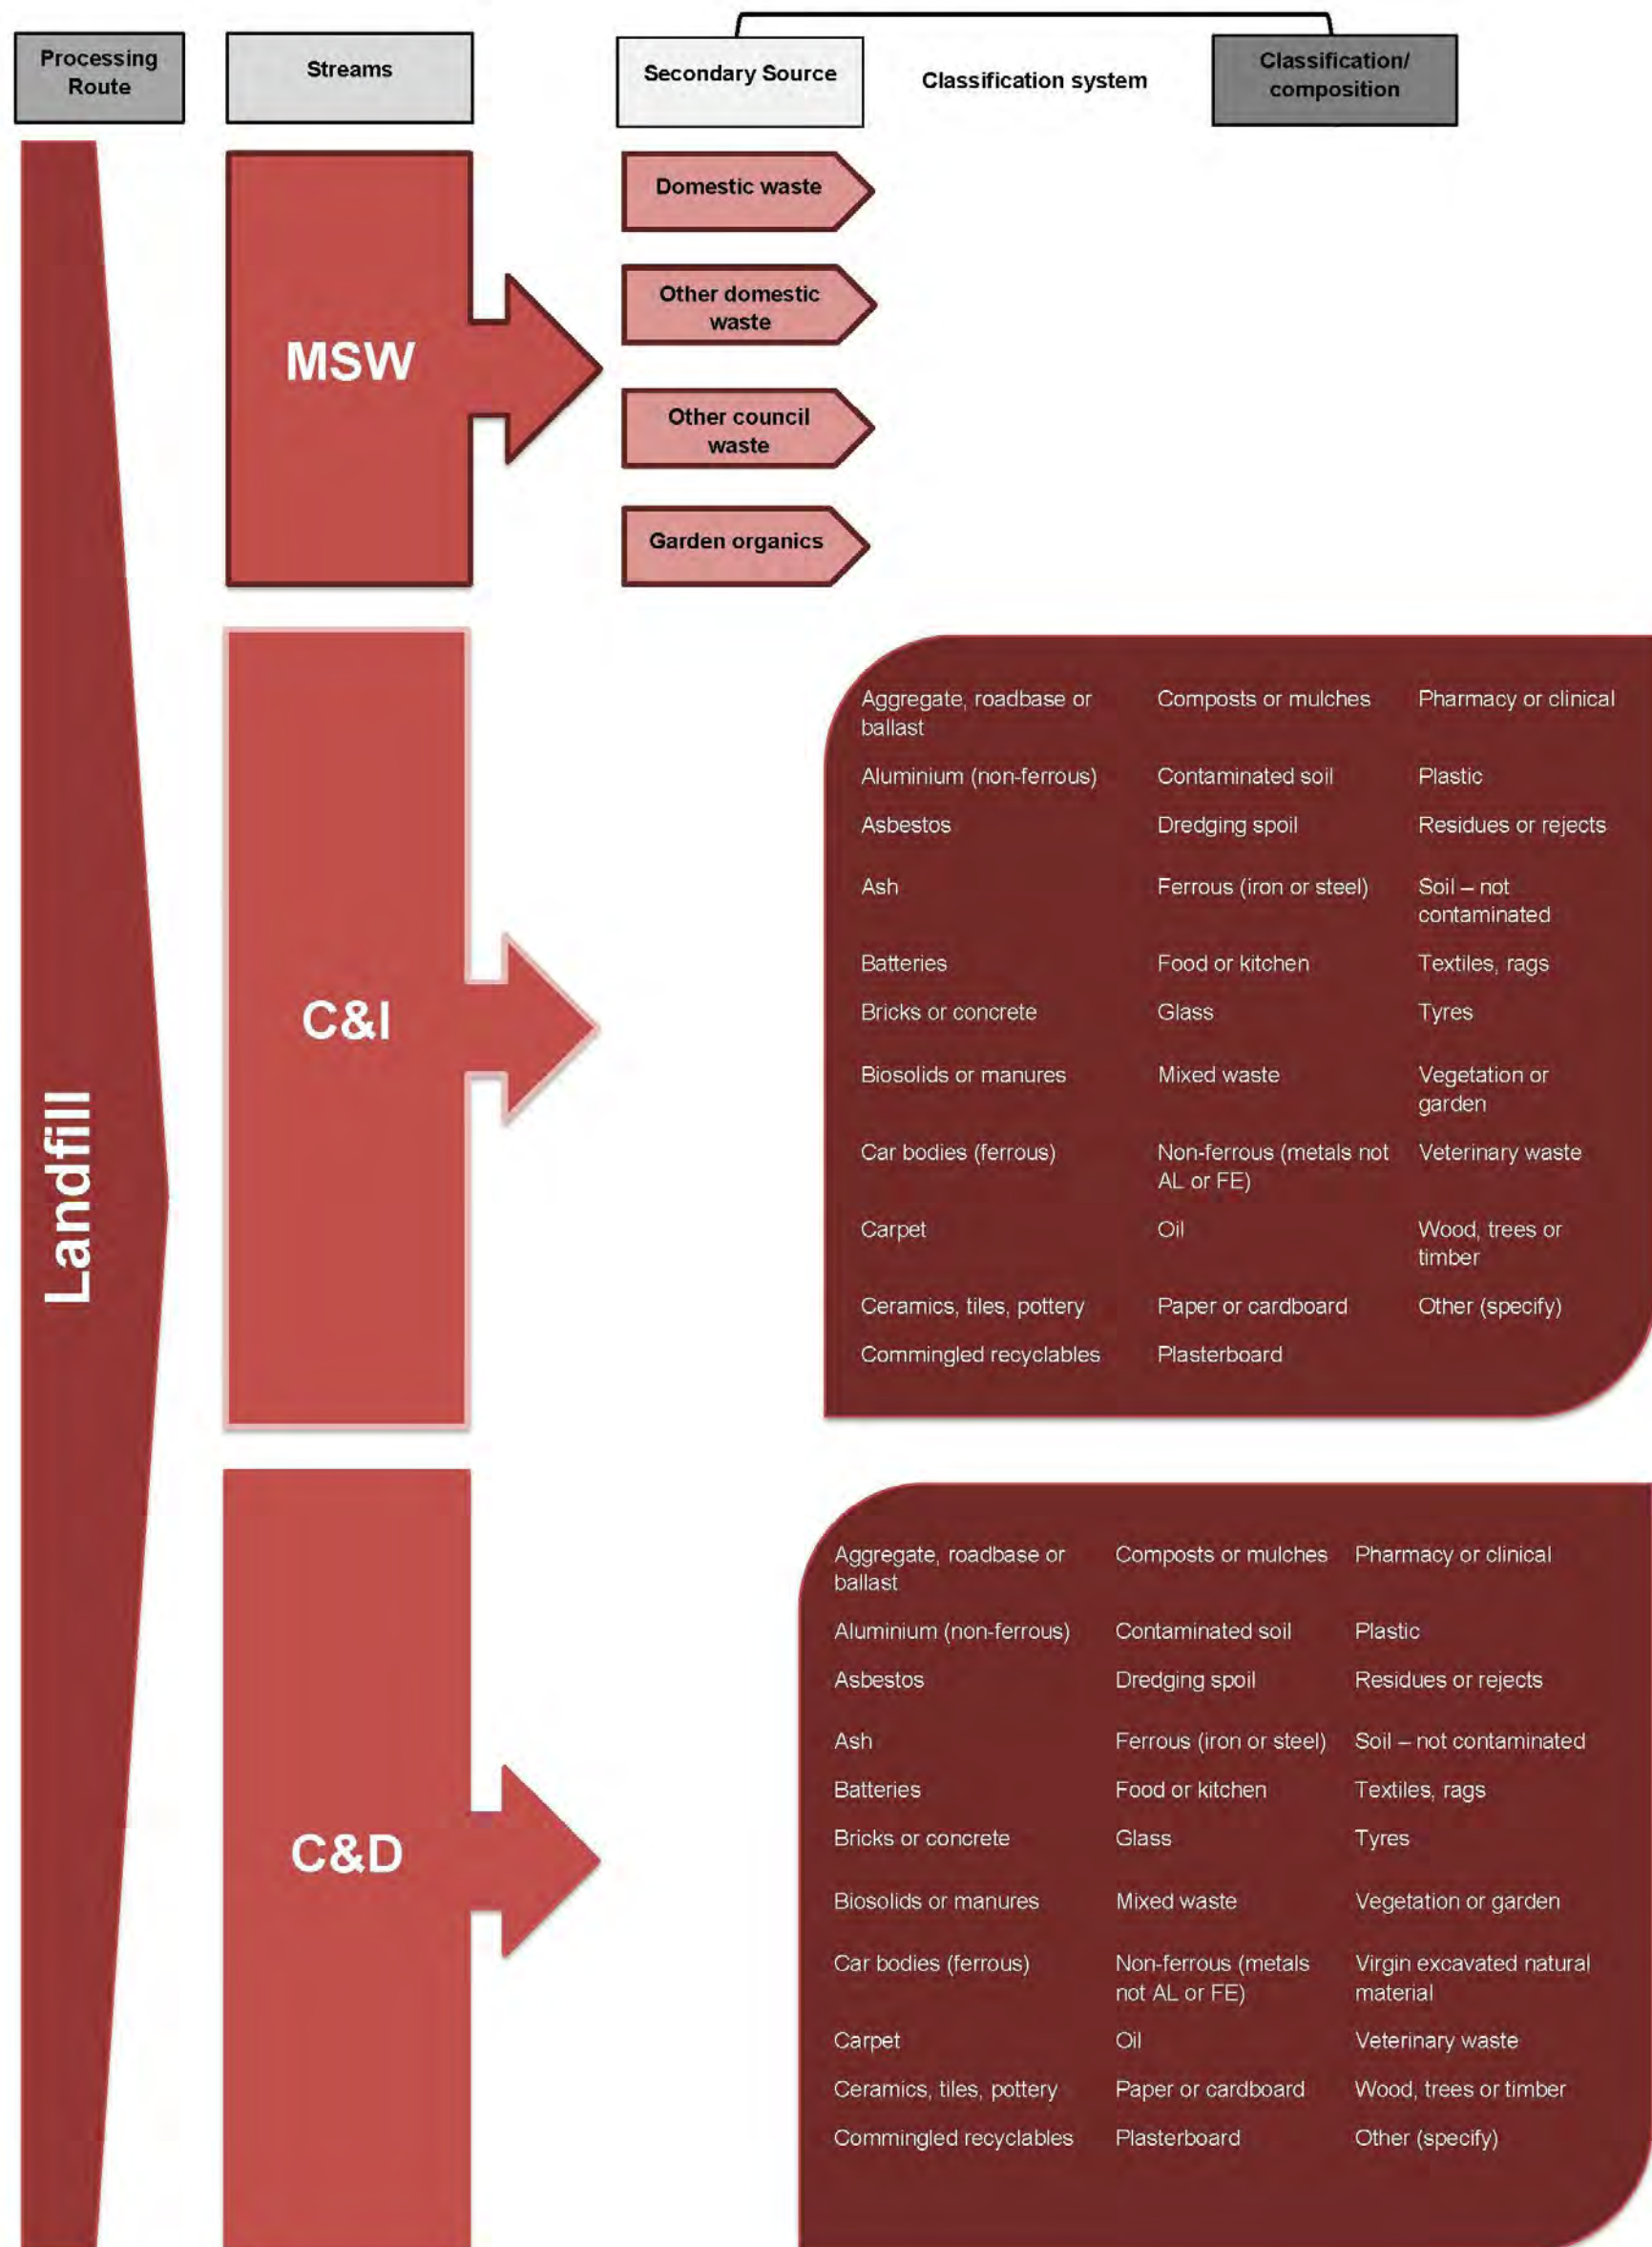 Processing
Route
Streams
Secondary Source
Classification system
Classification/
composition
Landfill
MSW
Domestic waste
Other domestic
waste
Other council
waste
Garden organics
C&I
Aggregate, roadbase or
ballast
Composts or mulches
Pharmacy or clinical
Aluminium (non-ferrous)
Contaminated soil
Plastic
Asbestos
Dredging spoil
Residues or rejects
Ash
Ferrous (iron or steel)
Soil – not
contaminated
Batteries
Food or kitchen
Textiles, rags
Bricks or concrete
Glass
Tyres
Biosolids or manures
Mixed waste
Vegetation or
garden
Car bodies (ferrous)
Non-ferrous (metals not
AL or FE)
Veterinary waste
Carpet
Oil
Wood, trees or
timber
Ceramics, tiles, pottery
Paper or cardboard
Other (specify)
Commingled recyclables
Plasterboard
C&D
Aggregate, roadbase or
ballast
Composts or mulches
Pharmacy or clinical
Aluminium (non-ferrous)
Contaminated soil
Plastic
Asbestos
Dredging spoil
Residues or rejects
Ash
Ferrous (iron or steel)
Soil – not contaminated
Batteries
Food or kitchen
Textiles, rags
Bricks or concrete
Glass
Tyres
Biosolids or manures
Mixed waste
Vegetation or garden
Car bodies (ferrous)
Non-ferrous (metals
not AL or FE)
Virgin excavated natural
material
Carpet
Oil
Veterinary waste
Ceramics, tiles, pottery
Paper or cardboard
Wood, trees or timber
Commingled recyclables
Plasterboard
Other (specify)